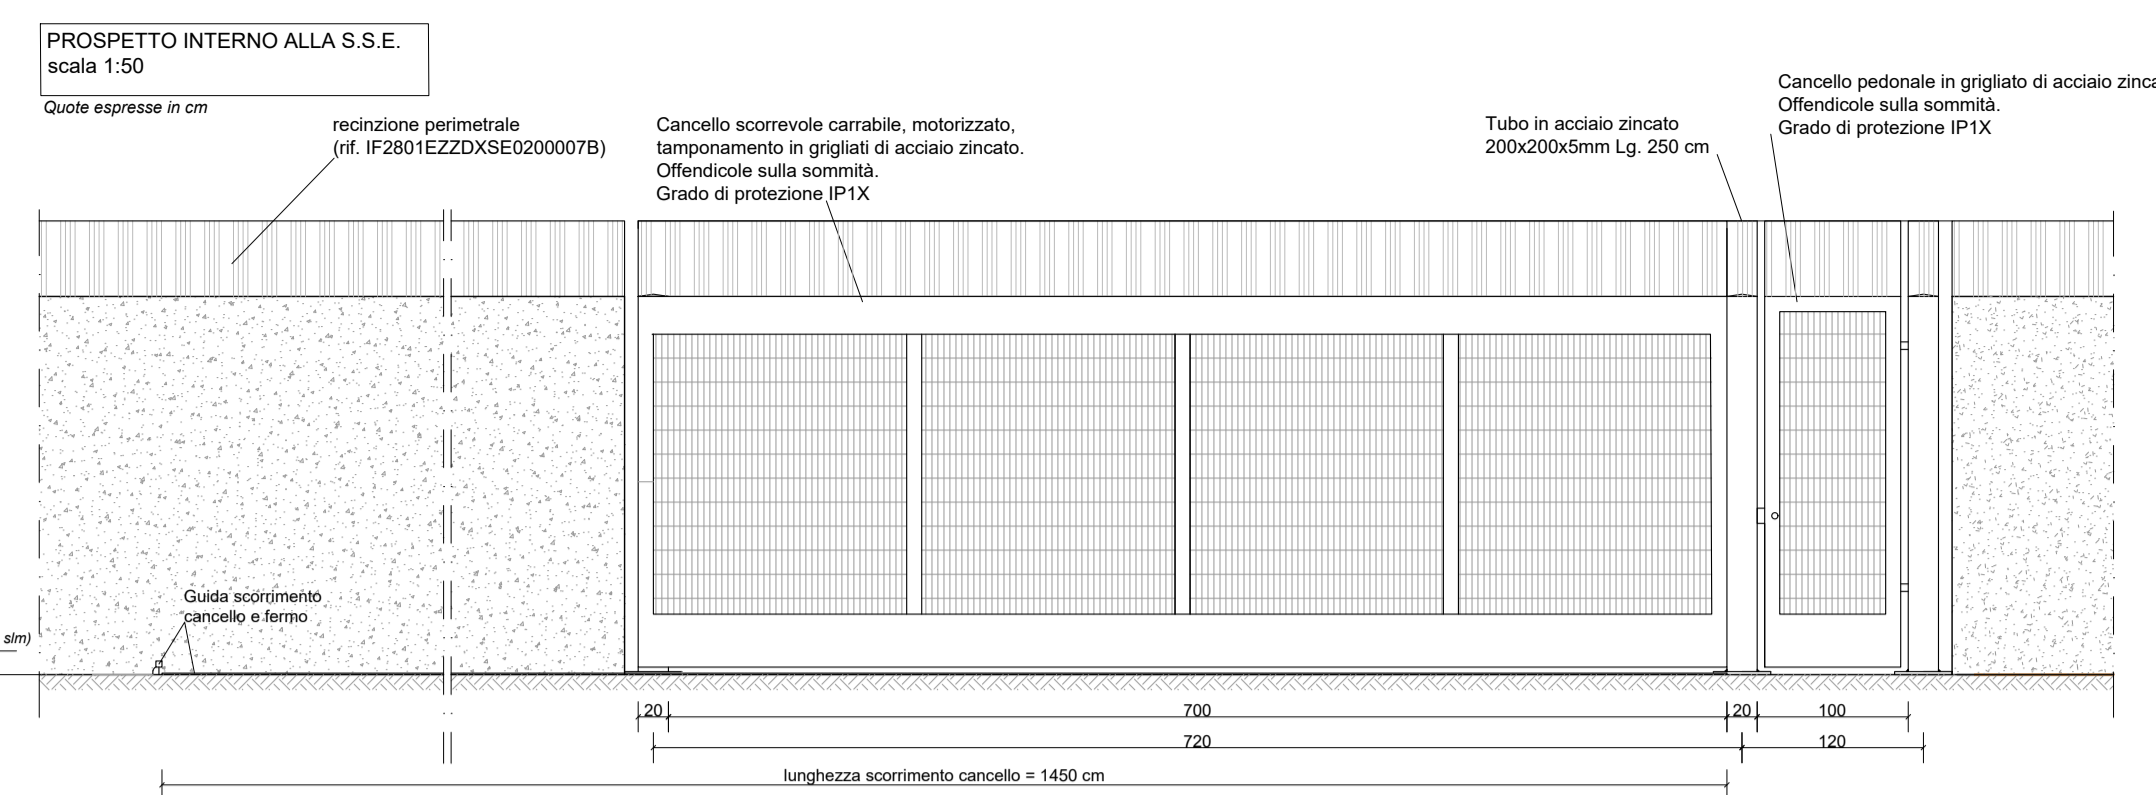 PROSPETTO INTERNO ALLA S.S.E.
scala 1:50
Quote espresse in cm
recinzione perimetrale
(rif. IF2801EZZDXSE0200007B)
Cancello scorrevole carrabile, motorizzato,
tamponamento in grigliati di acciaio zincato.
Offendicole sulla sommità.
Grado di protezione IP1X
Tubo in acciaio zincato
200x200x5mm Lg. 250 cm
Cancello pedonale in grigliato di acciaio zinca
Offendicole sulla sommità.
Grado di protezione IP1X
Guida scorrimento
cancello e fermo
slm)
20 700 20 100
720 120
lunghezza scorrimento cancello = 1450 cm